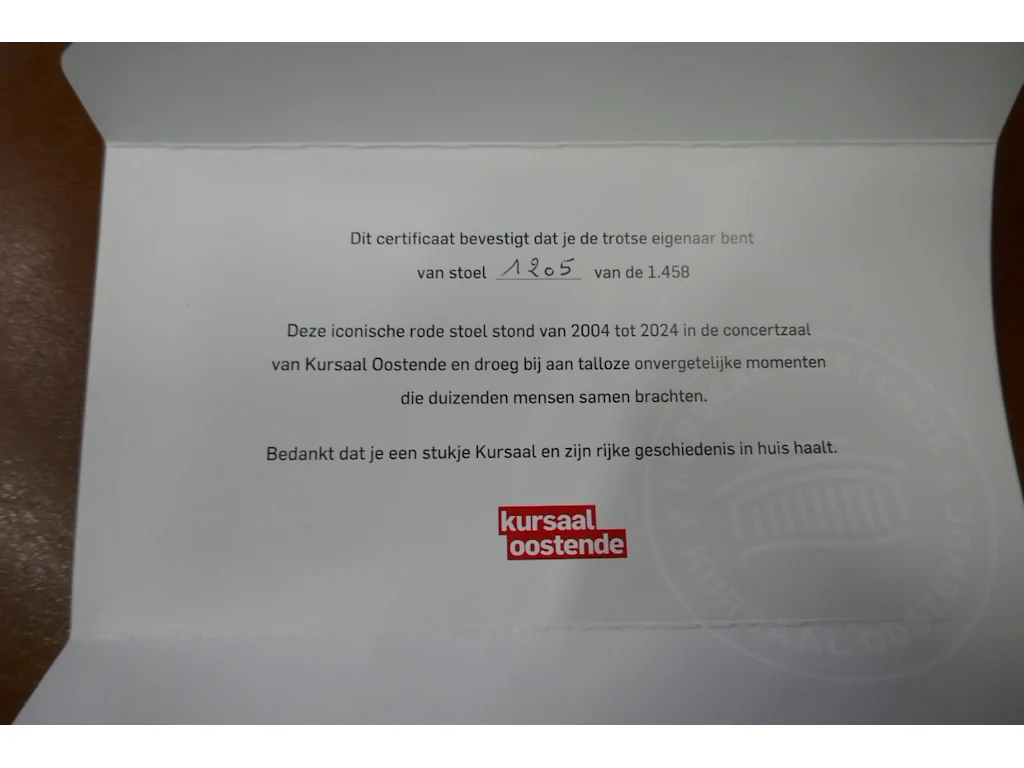 Dit certificaat bevestigt dat je de trotse eigenaar bent
van stoel 1205 van de 1.458
Deze iconische rode stoel stond van 2004 tot 2024 in de concertzaal
van Kursaal Oostende en droeg bij aan talloze onvergetelijke momenten
die duizenden mensen samen brachten.
Bedankt dat je een stukje Kursaal en zijn rijke geschiedenis in huis haalt.
kursaal
oostende
KURSAAL OOSTENDE